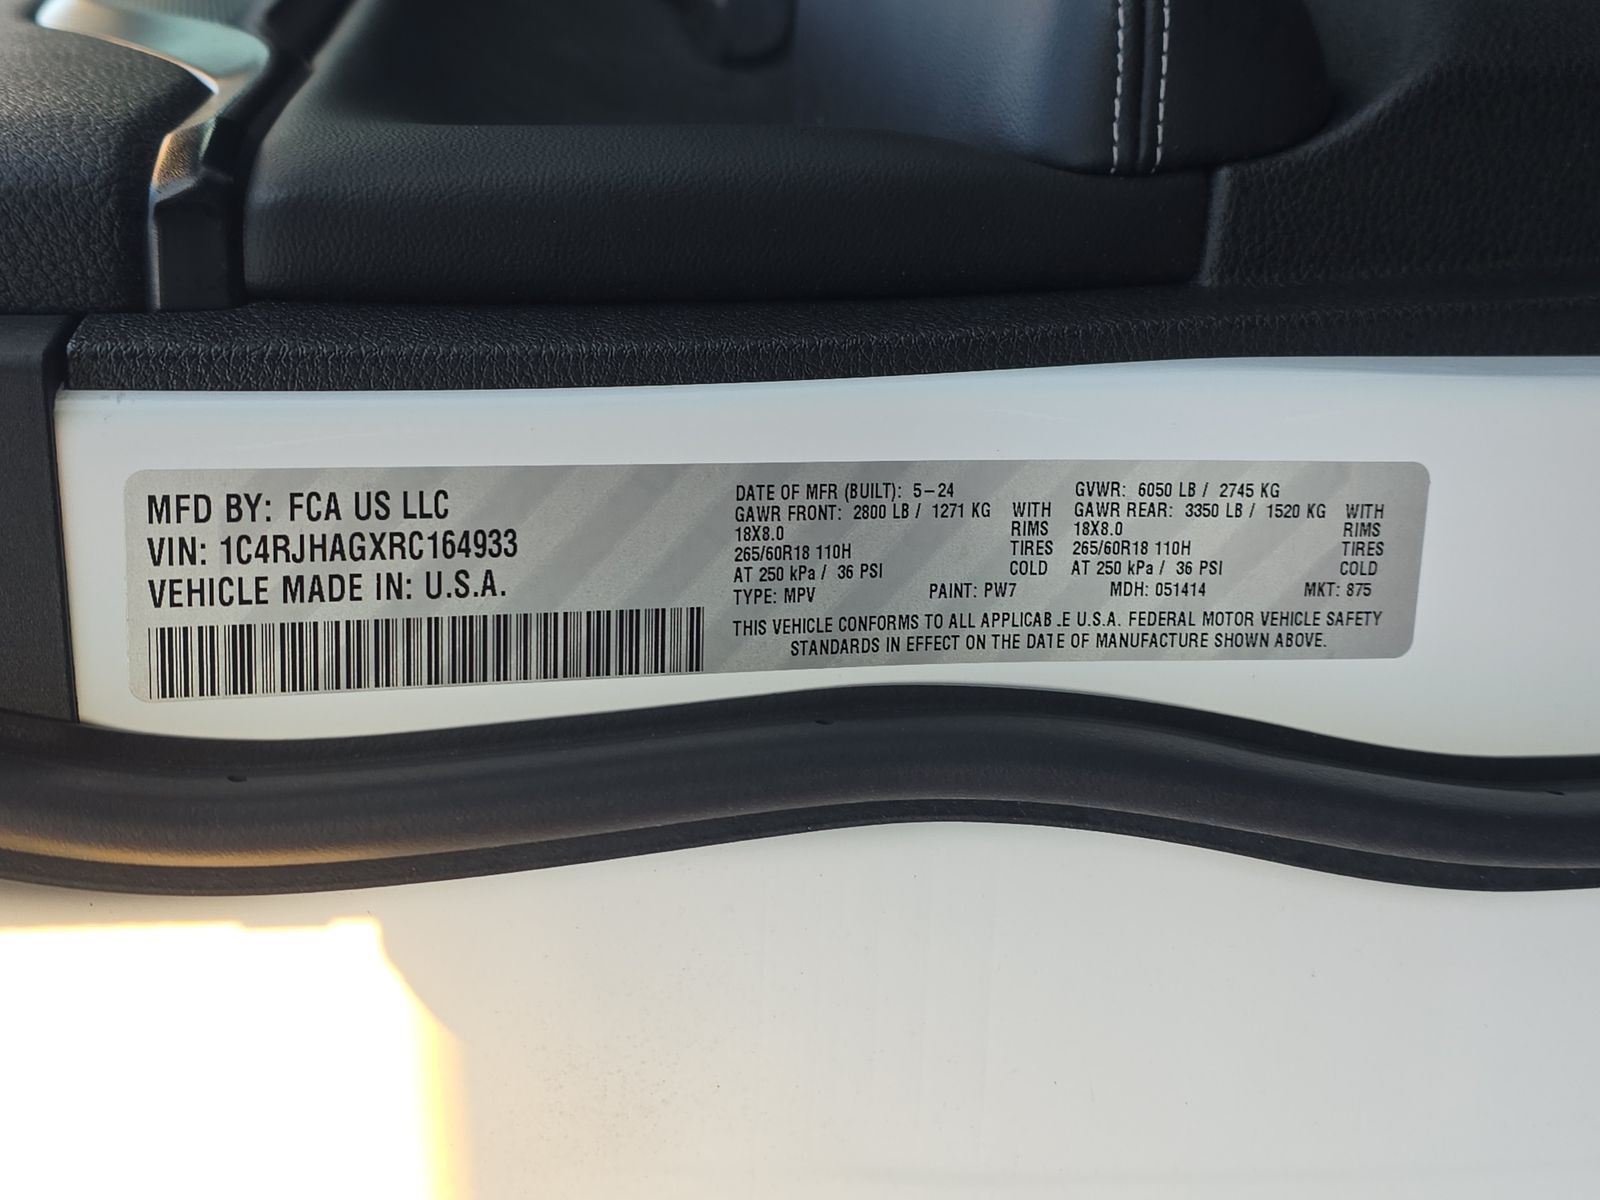 MFD BY: FCA US LLC
VIN: 1C4RJHAGXRC164933
VEHICLE MADE IN: U.S.A.
DATE OF MFR (BUILT): 5-24 GVWR: 6050 LB / 2745 KG
GAWR FRONT: 2800 LB / 1271 KG WITH GAWR REAR: 3350 LB / 1520 KG WITH
18X8.0 RIMS 18X8.0 RIMS
265/60R18 110H TIRES 265/60R18 110H TIRES
AT 250 kPa / 36 PSI COLD AT 250 kPa / 36 PSI COLD
TYPE: MPV PAINT: PW7 MDH: 051414 MKT: 875
THIS VEHICLE CONFORMS TO ALL APPLICAB.E U.S.A. FEDERAL MOTOR VEHICLE SAFETY
STANDARDS IN EFFECT ON THE DATE OF MANUFACTURE SHOWN ABOVE.